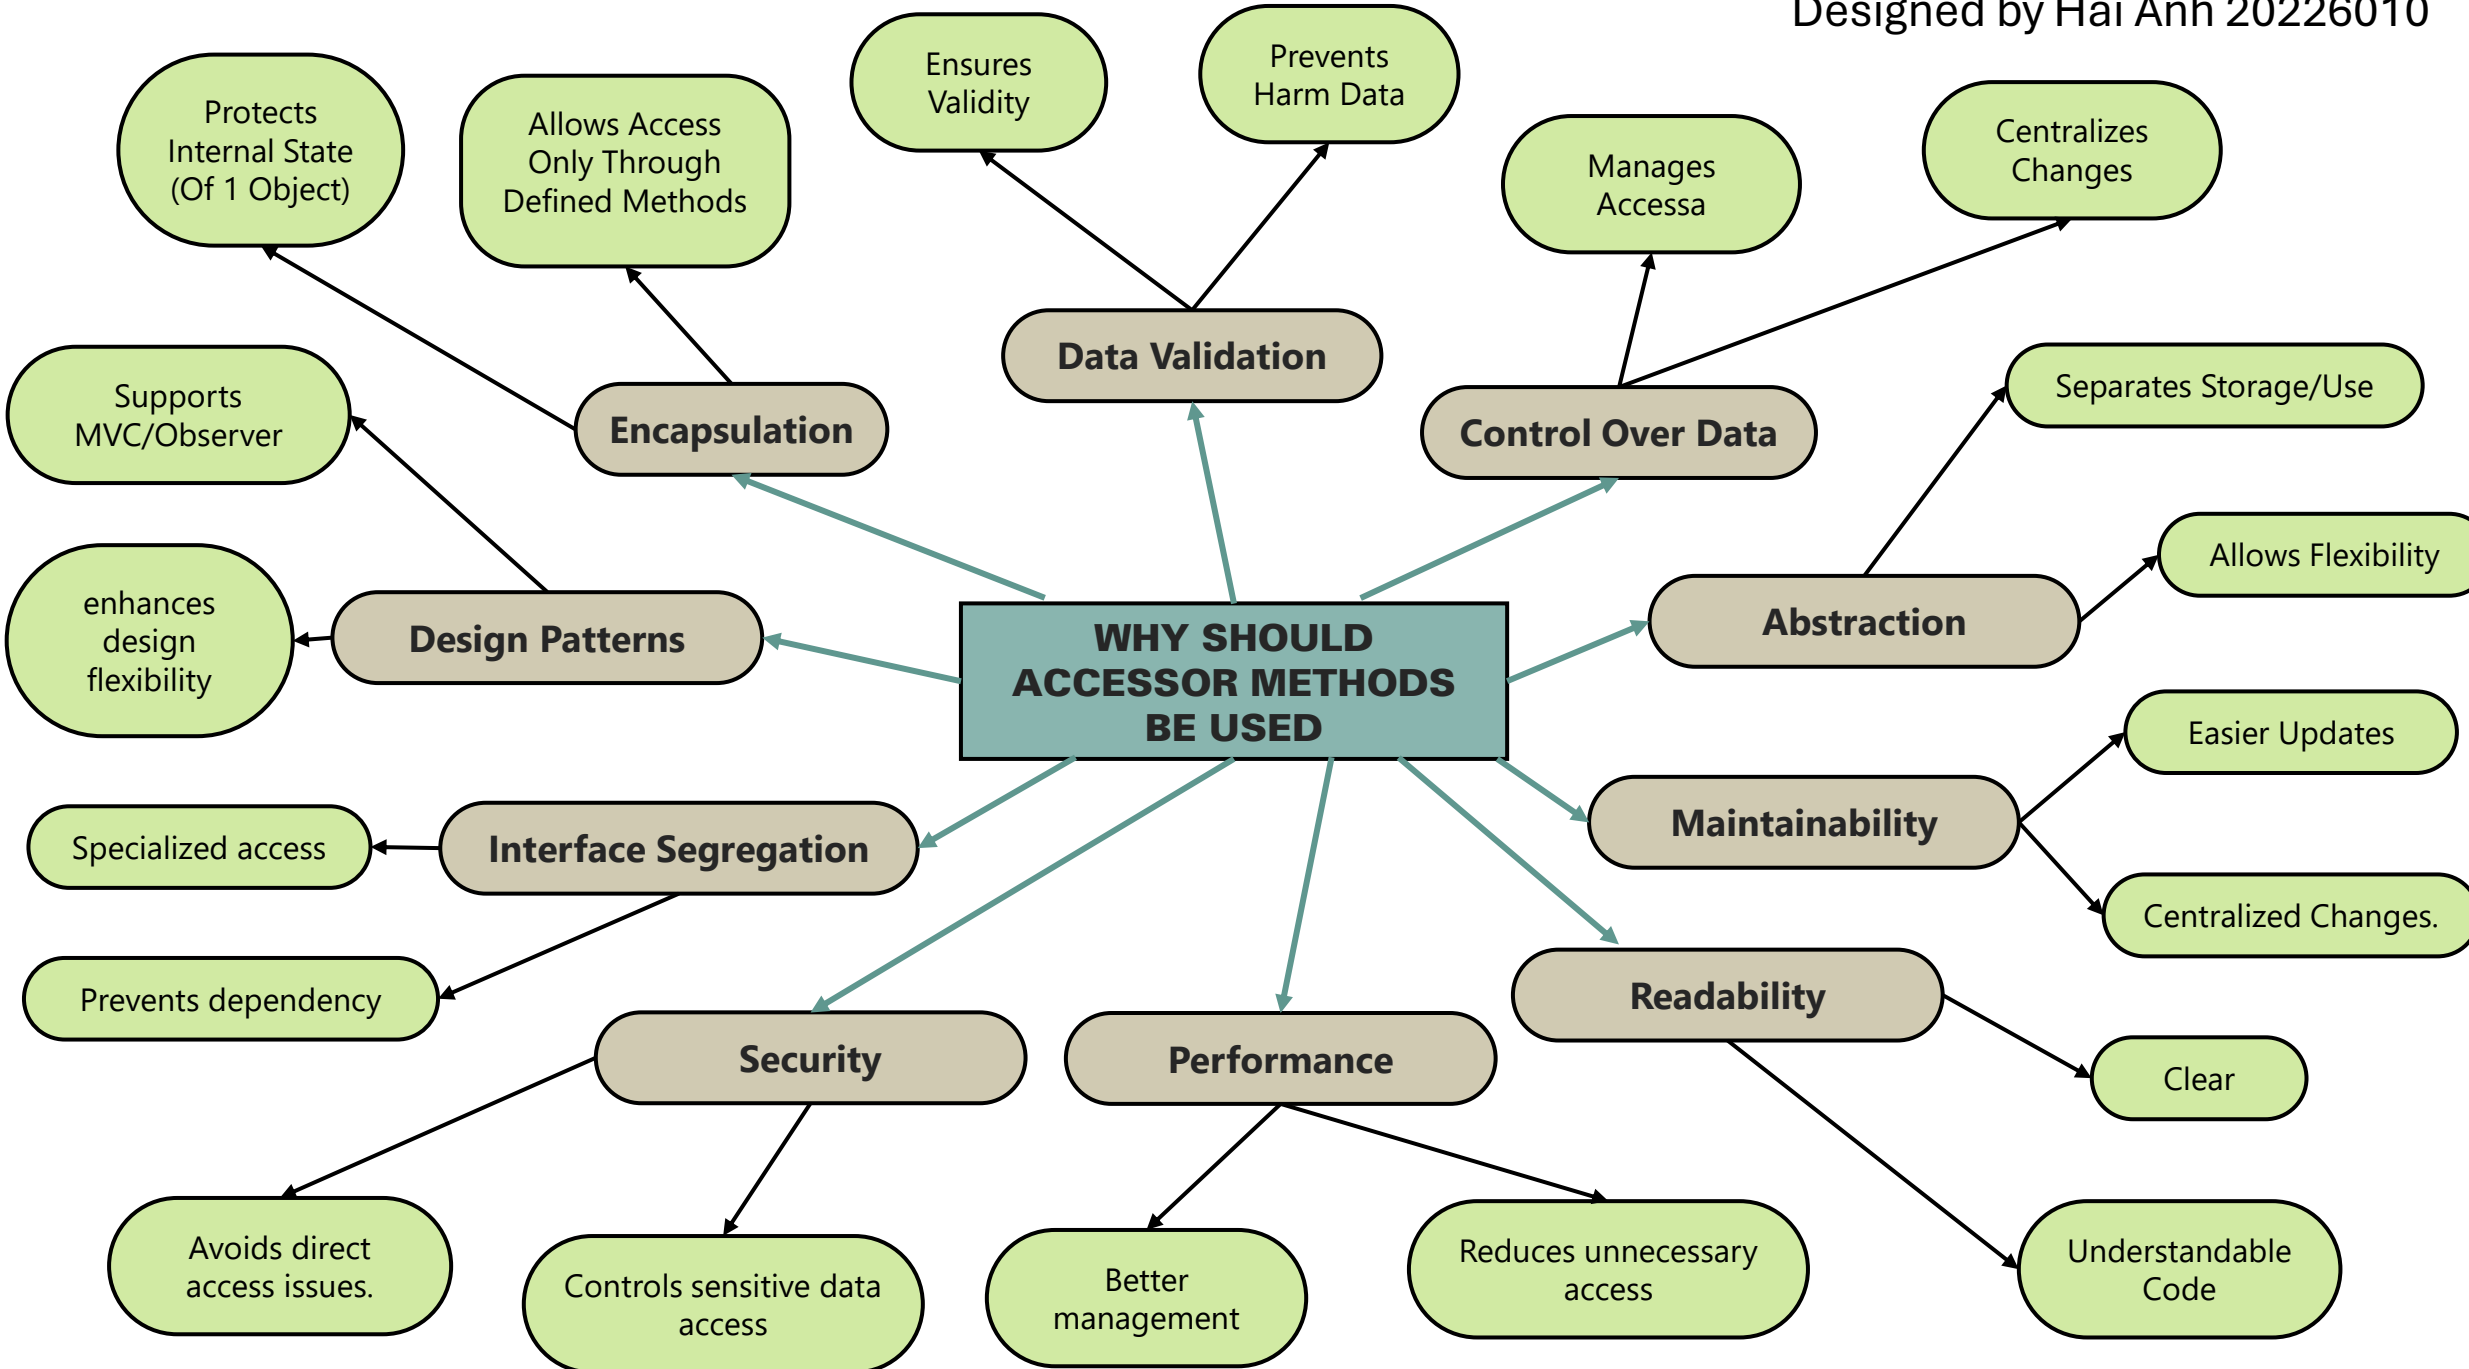 Designed by Hai Anh 20226010
Protects
Internal State
(Of 1 Object)
Allows Access
Only Through
Defined Methods
Ensures
Validity
Prevents
Harm Data
Manages
Accessa
Centralizes
Changes
Data Validation
Encapsulation
Control Over Data
Supports
MVC/Observer
Separates Storage/Use
Allows Flexibility
enhances
design
flexibility
Design Patterns
WHY SHOULD
ACCESSOR METHODS
BE USED
Abstraction
Easier Updates
Maintainability
Specialized access
Interface Segregation
Centralized Changes.
Prevents dependency
Readability
Security
Performance
Clear
Avoids direct
access issues.
Controls sensitive data
access
Better
management
Reduces unnecessary
access
Understandable
Code